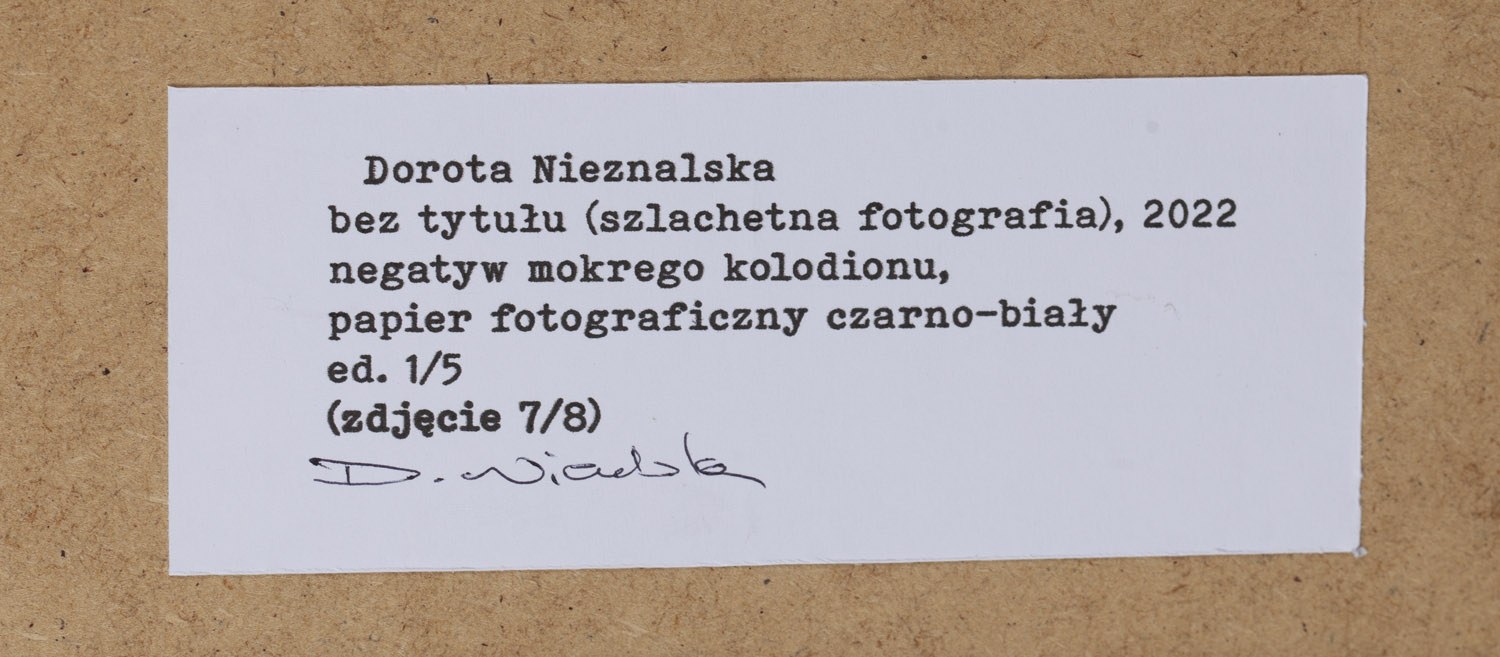 Dorota Nieznalska
bez tytułu (szlachetna fotografia), 2022
negatyw mokrego kolodionu,
papier fotograficzny czarno-biały
ed. 1/5
(zdjęcie 7/8)
D.